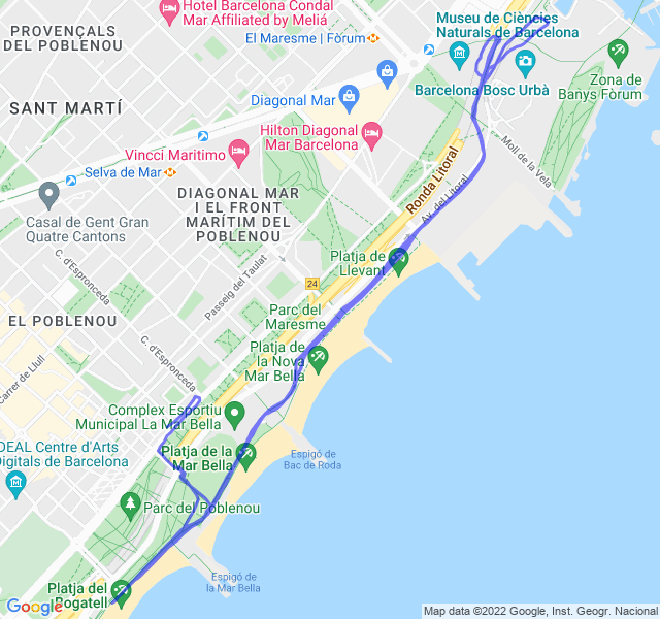 Hotel Barcelona Condal
Mar Affiliated by Meliá
PROVENÇALS
DEL POBLENOU
El Maresme | Fòrum
Museu de Ciències
Naturals de Barcelona
Zona de
Banys Fòrum
Barcelona Bosc Urbà
Diagonal Mar
SANT MARTÍ
Hilton Diagonal
Mar Barcelona
Vincci Maritimo
Selva de Mar
Moll de la Vela
Ronda Litoral
Av. del Litoral
DIAGONAL MAR
I EL FRONT
MARÍTIM DEL
POBLENOU
Casal de Gent Gran
Quatre Cantons
C. d'Espronceda
Passeig del Taulat
Platja de
Llevant
24
Parc del
Maresme
EL POBLENOU
Platja de
la Nova
Mar Bella
C. d'Espronceda
Carrer de Llull
Complex Esportiu
Municipal La Mar Bella
DEAL Centre d'Arts
Digitals de Barcelona
Platja de la
Mar Bella
Espigó de
Bac de Roda
Parc del Poblenou
Espigó de
la Mar Bella
Platja del
Bogatell
Google
Map data ©2022 Google, Inst. Geogr. Nacional